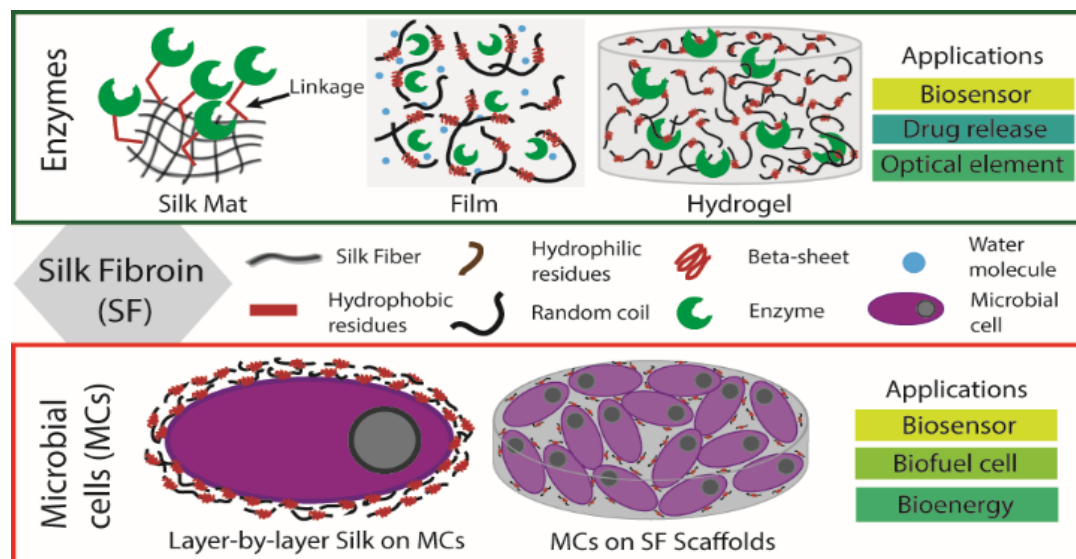 Enzymes
Linkage
Silk Mat
Film
Hydrogel
Applications
Biosensor
Drug release
Optical element
Silk Fibroin
(SF)
Silk Fiber
Hydrophilic
residues
Beta-sheet
Water
molecule
Hydrophobic
residues
Random coil
Enzyme
Microbial
cell
Microbial
cells (MCs)
Layer-by-layer Silk on MCs
MCs on SF Scaffolds
Applications
Biosensor
Biofuel cell
Bioenergy